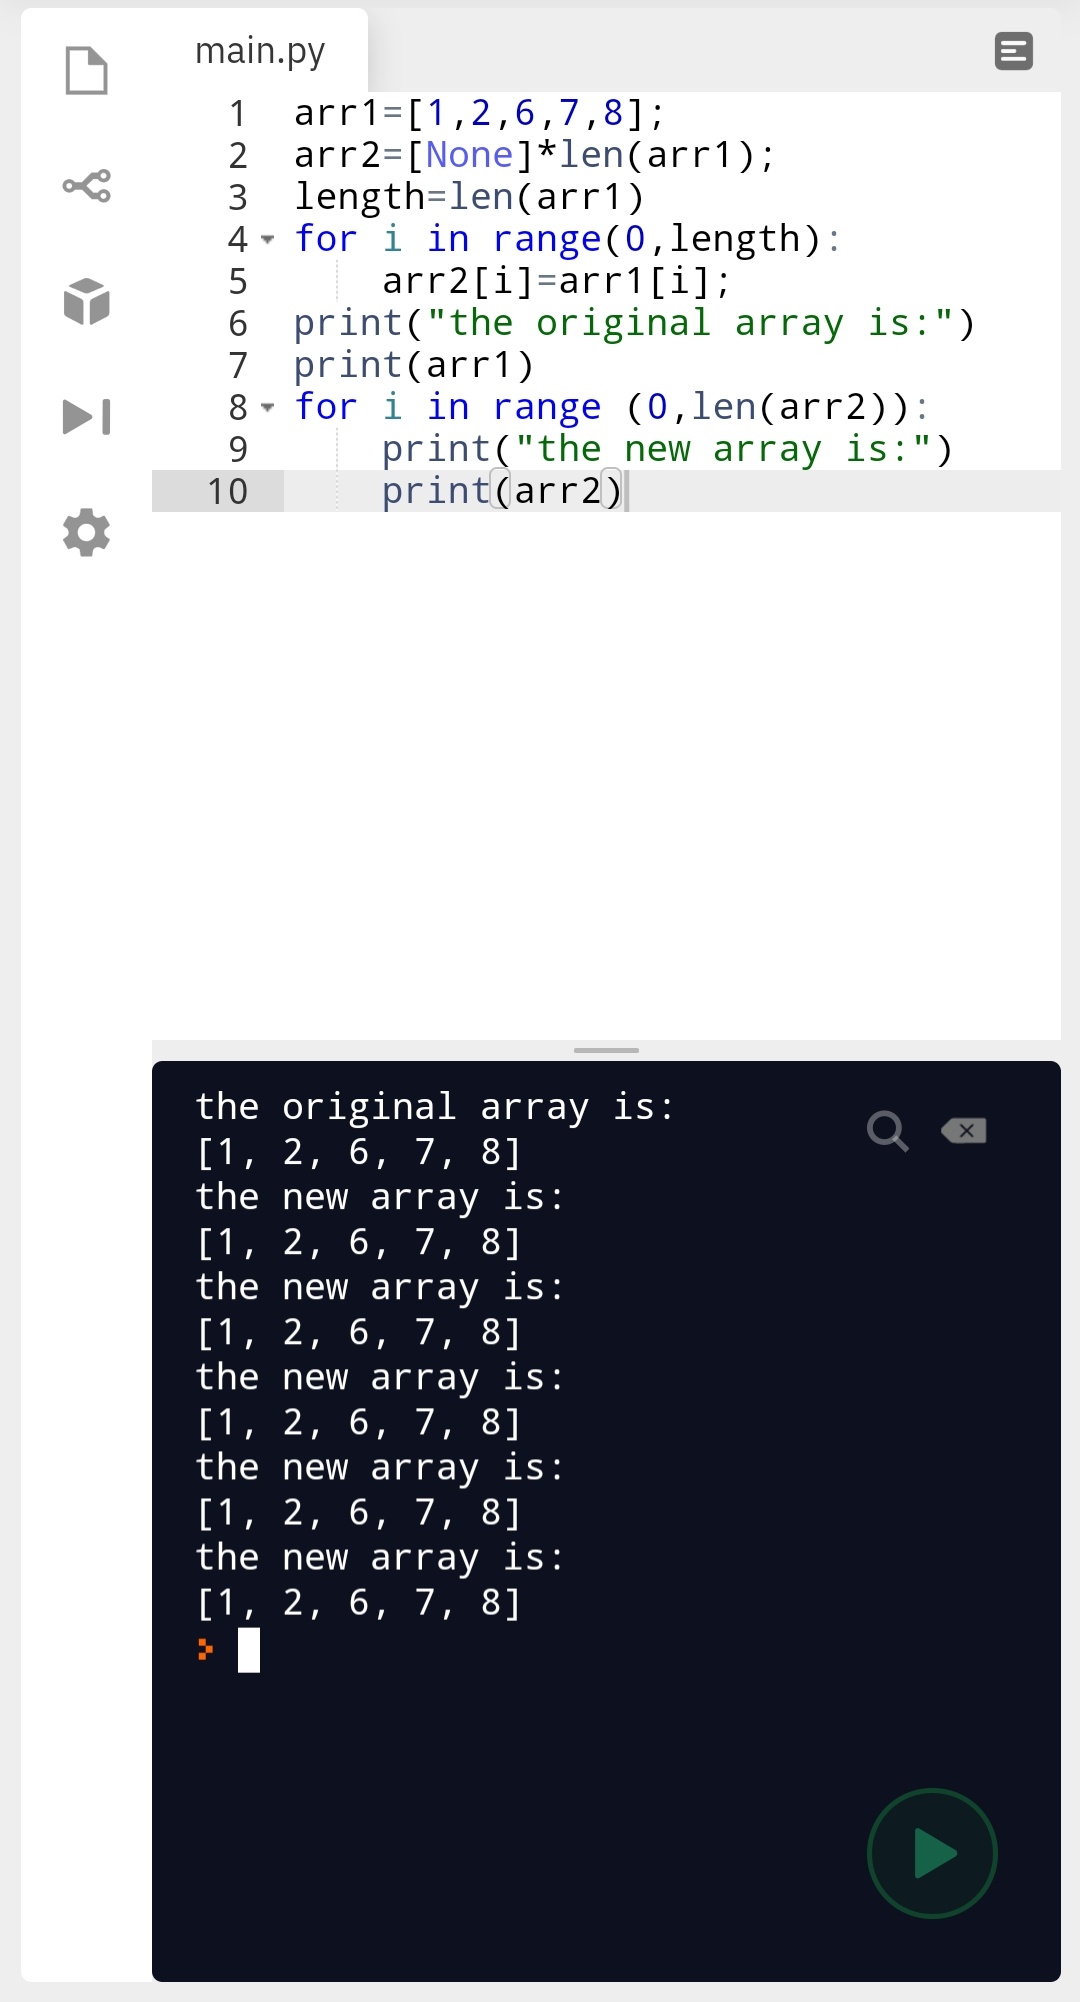 main.py
1 arr1=[1,2,6,7,8];
2 arr2=[None]*len(arr1);
3 length=len(arr1)
4 for i in range(0,length):
5     arr2[i]=arr1[i];
6 print("the original array is:")
7 print(arr1)
8 for i in range (0,len(arr2)):
9     print("the new array is:")
10     print(arr2)
the original array is:
[1, 2, 6, 7, 8]
the new array is:
[1, 2, 6, 7, 8]
the new array is:
[1, 2, 6, 7, 8]
the new array is:
[1, 2, 6, 7, 8]
the new array is:
[1, 2, 6, 7, 8]
the new array is:
[1, 2, 6, 7, 8]